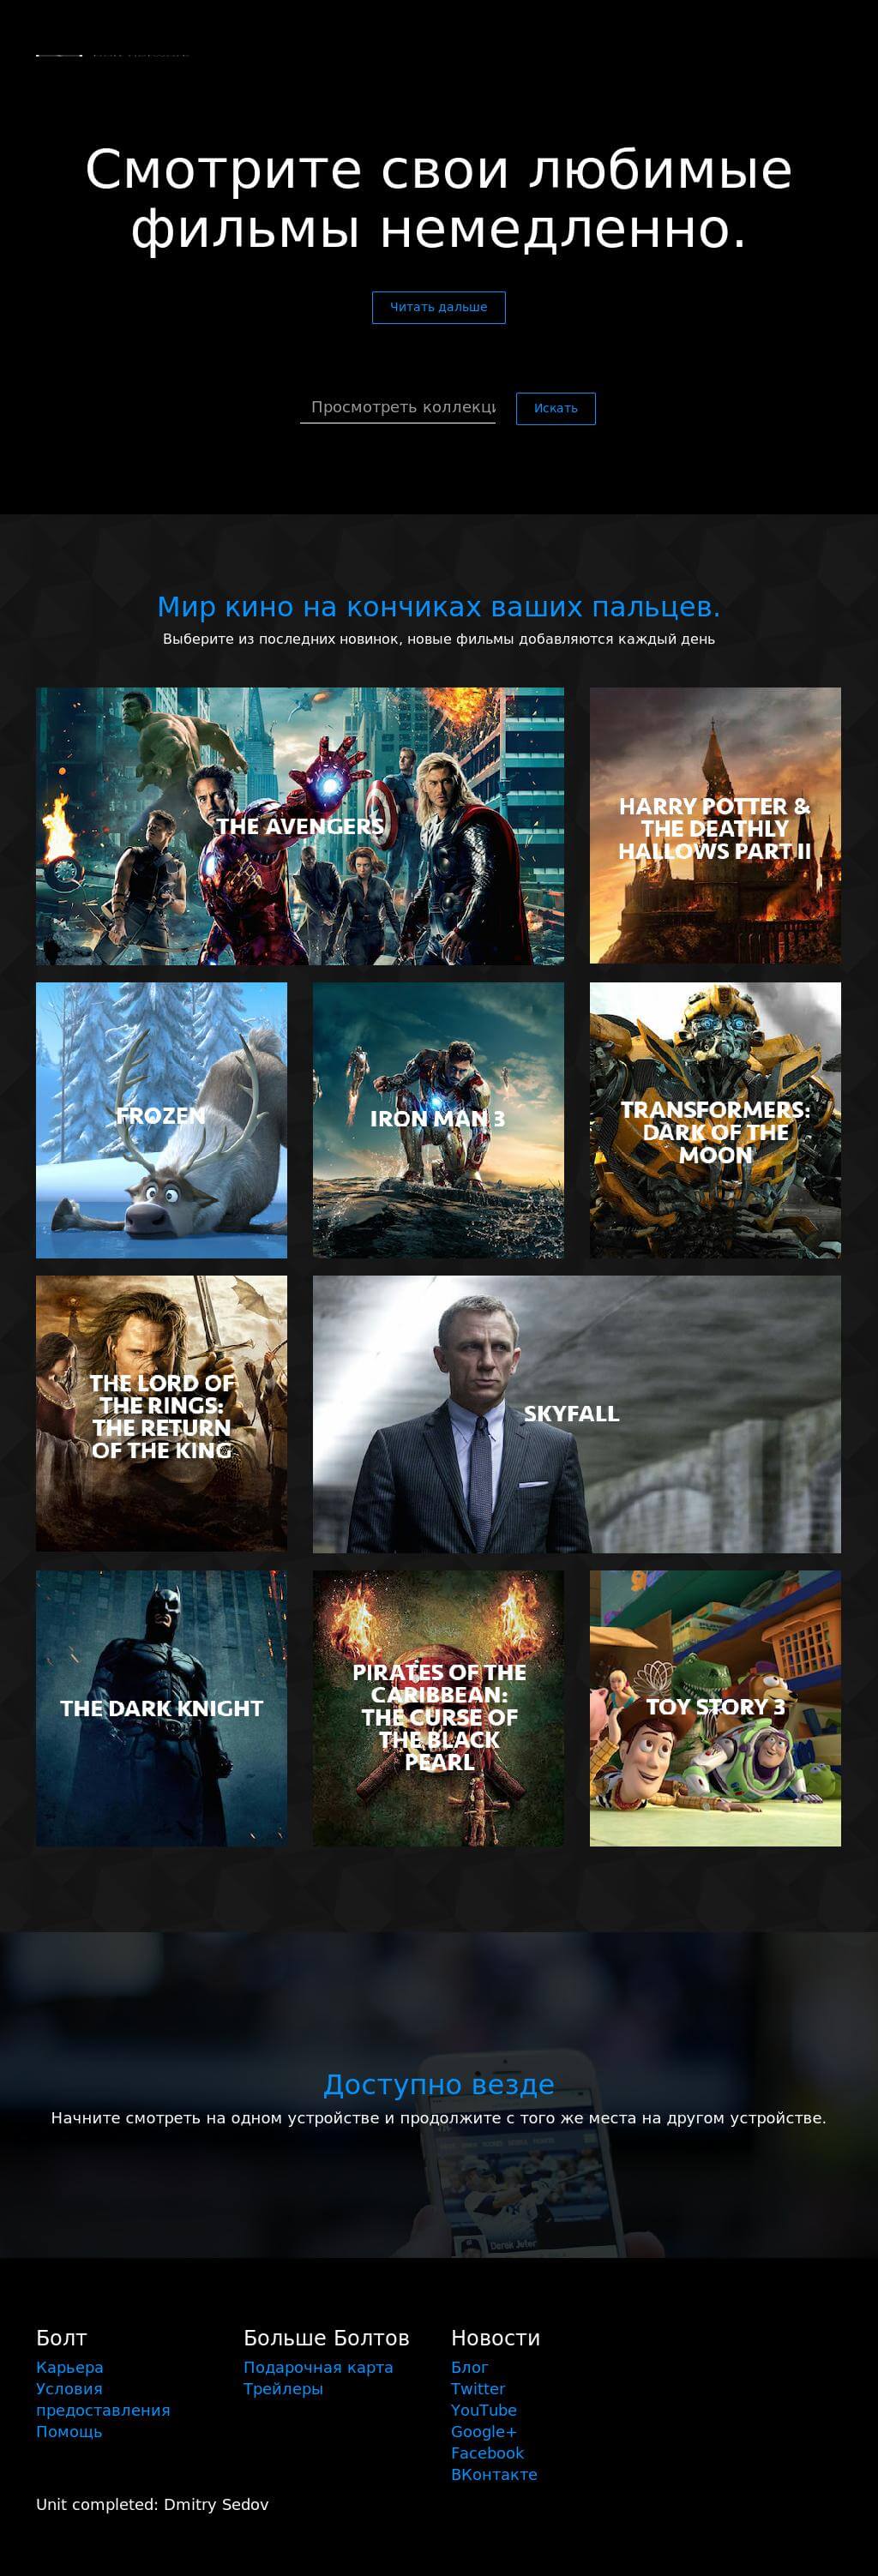 Смотрите свои любимые
фильмы немедленно.
Читать дальше
Просмотреть коллекци
Искать
Мир кино на кончиках ваших пальцев.
Выберите из последних новинок, новые фильмы добавляются каждый день
THE AVENGERS
HARRY POTTER &
THE DEATHLY
HALLOWS PART II
FROZEN
IRON MAN 3
TRANSFORMERS:
DARK OF THE
MOON
THE LORD OF
THE RINGS:
THE RETURN
OF THE KING
SKYFALL
THE DARK KNIGHT
PIRATES OF THE
CARIBBEAN:
THE CURSE OF
THE BLACK
PEARL
TOY STORY 3
Доступно везде
Начните смотреть на одном устройстве и продолжите с того же места на другом устройстве.
Derek Jeter
Болт
Карьера
Условия
предоставления
Помощь
Больше Болтов
Подарочная карта
Трейлеры
Новости
Блог
Twitter
YouTube
Google+
Facebook
ВКонтакте
Unit completed: Dmitry Sedov